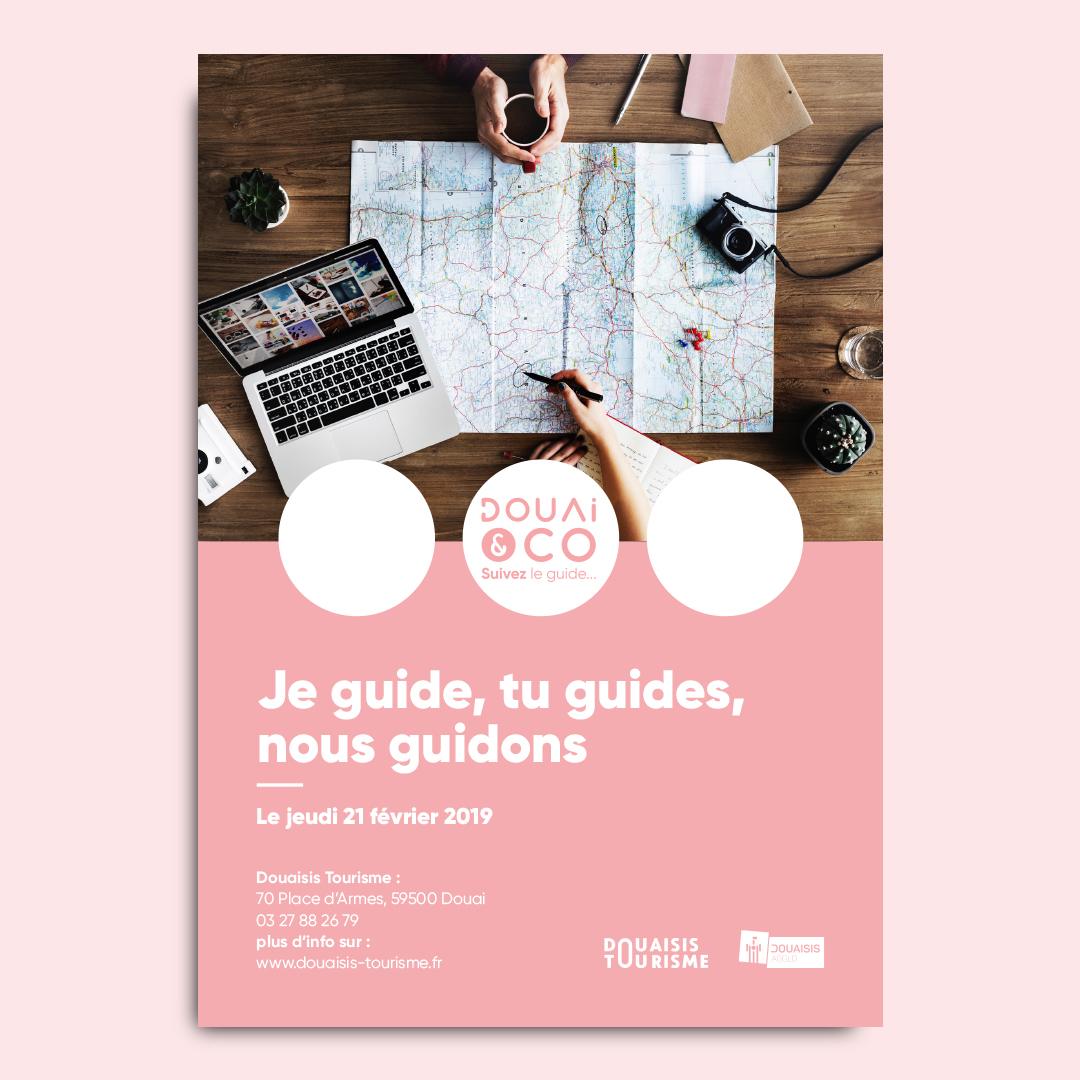 DOUAi
& CO
Suivez le guide...
Je guide, tu guides,
nous guidons
Le jeudi 21 février 2019
Douaisis Tourisme :
70 Place d'Armes, 59500 Douai
03 27 88 26 79
plus d'info sur :
www.douaisis-tourisme.fr
DOUAISIS
TOURISME
DOUAISIS
AGGLO